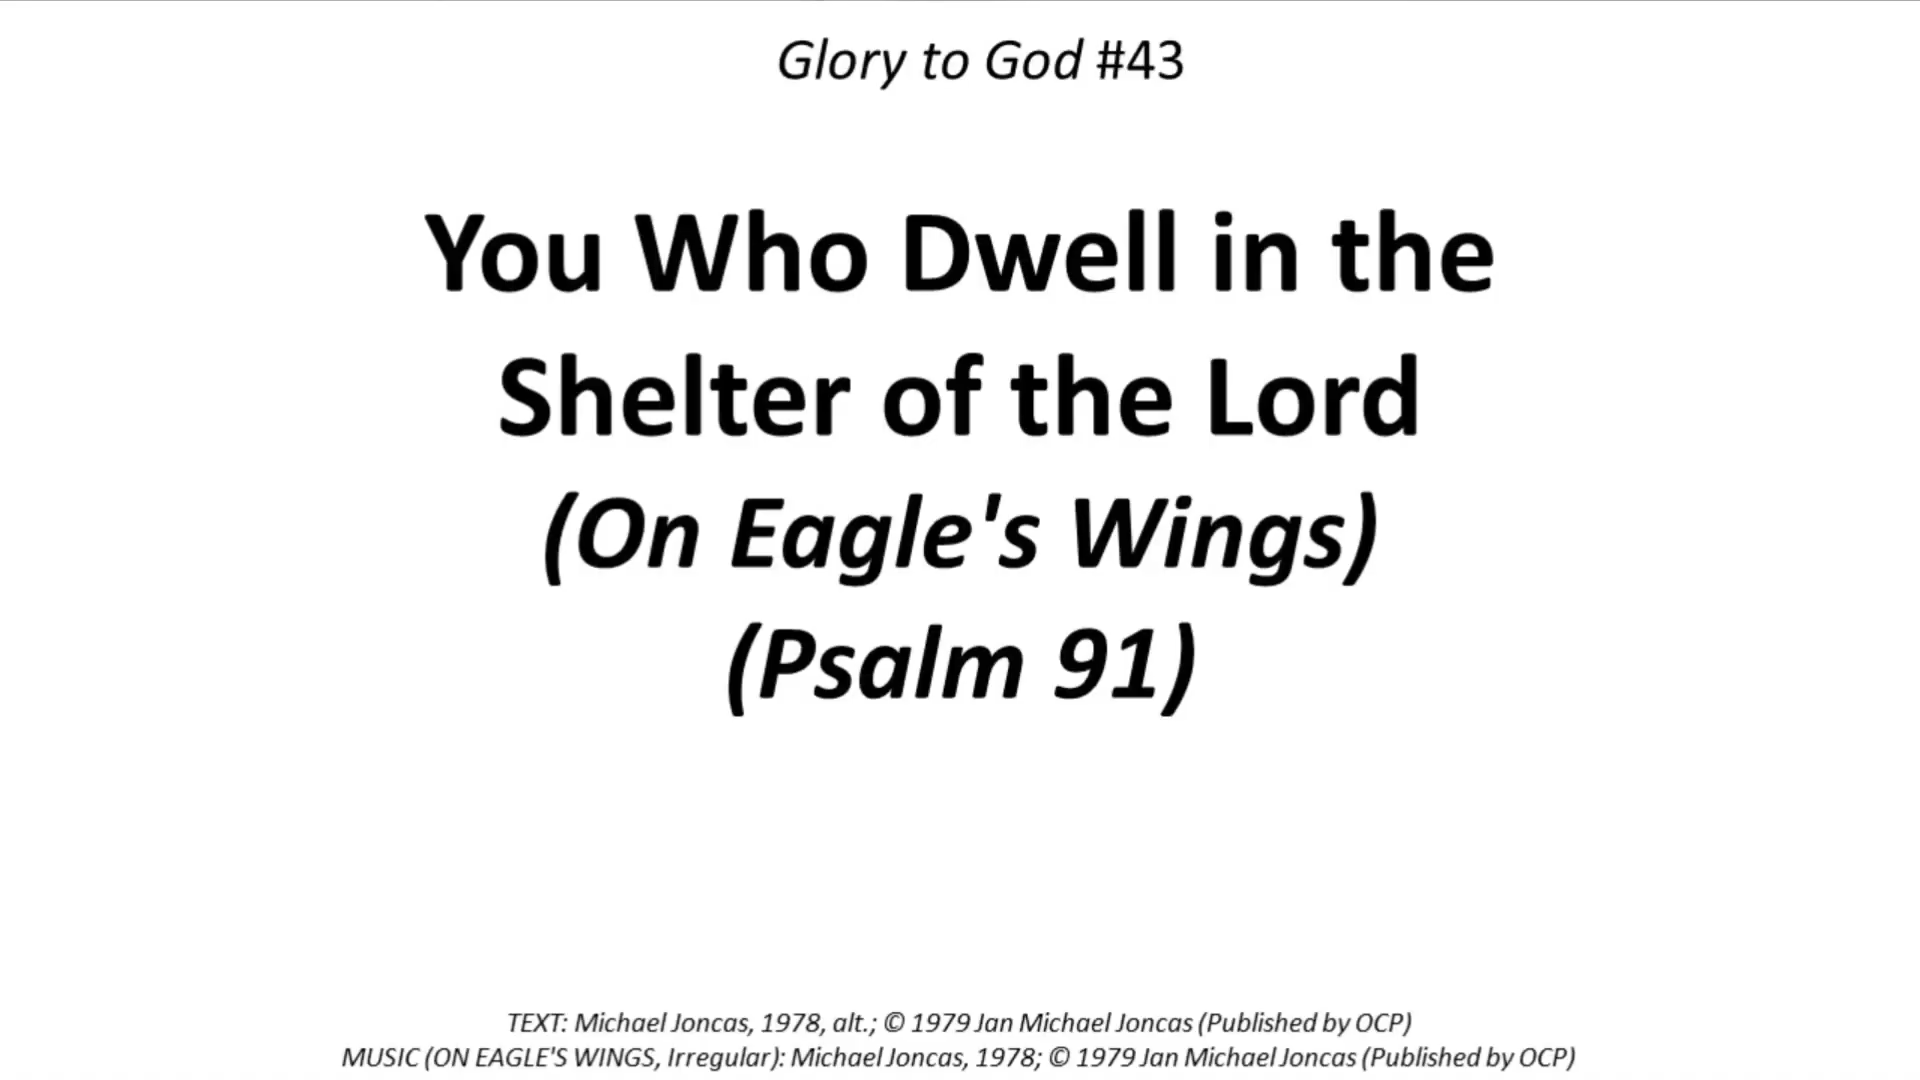 Glory to God #43
You Who Dwell in the
Shelter of the Lord
(On Eagle's Wings)
(Psalm 91)
TEXT: Michael Joncas, 1978, alt.; © 1979 Jan Michael Joncas (Published by OCP)
MUSIC (ON EAGLE'S WINGS, Irregular): Michael Joncas, 1978; © 1979 Jan Michael Joncas (Published by OCP)